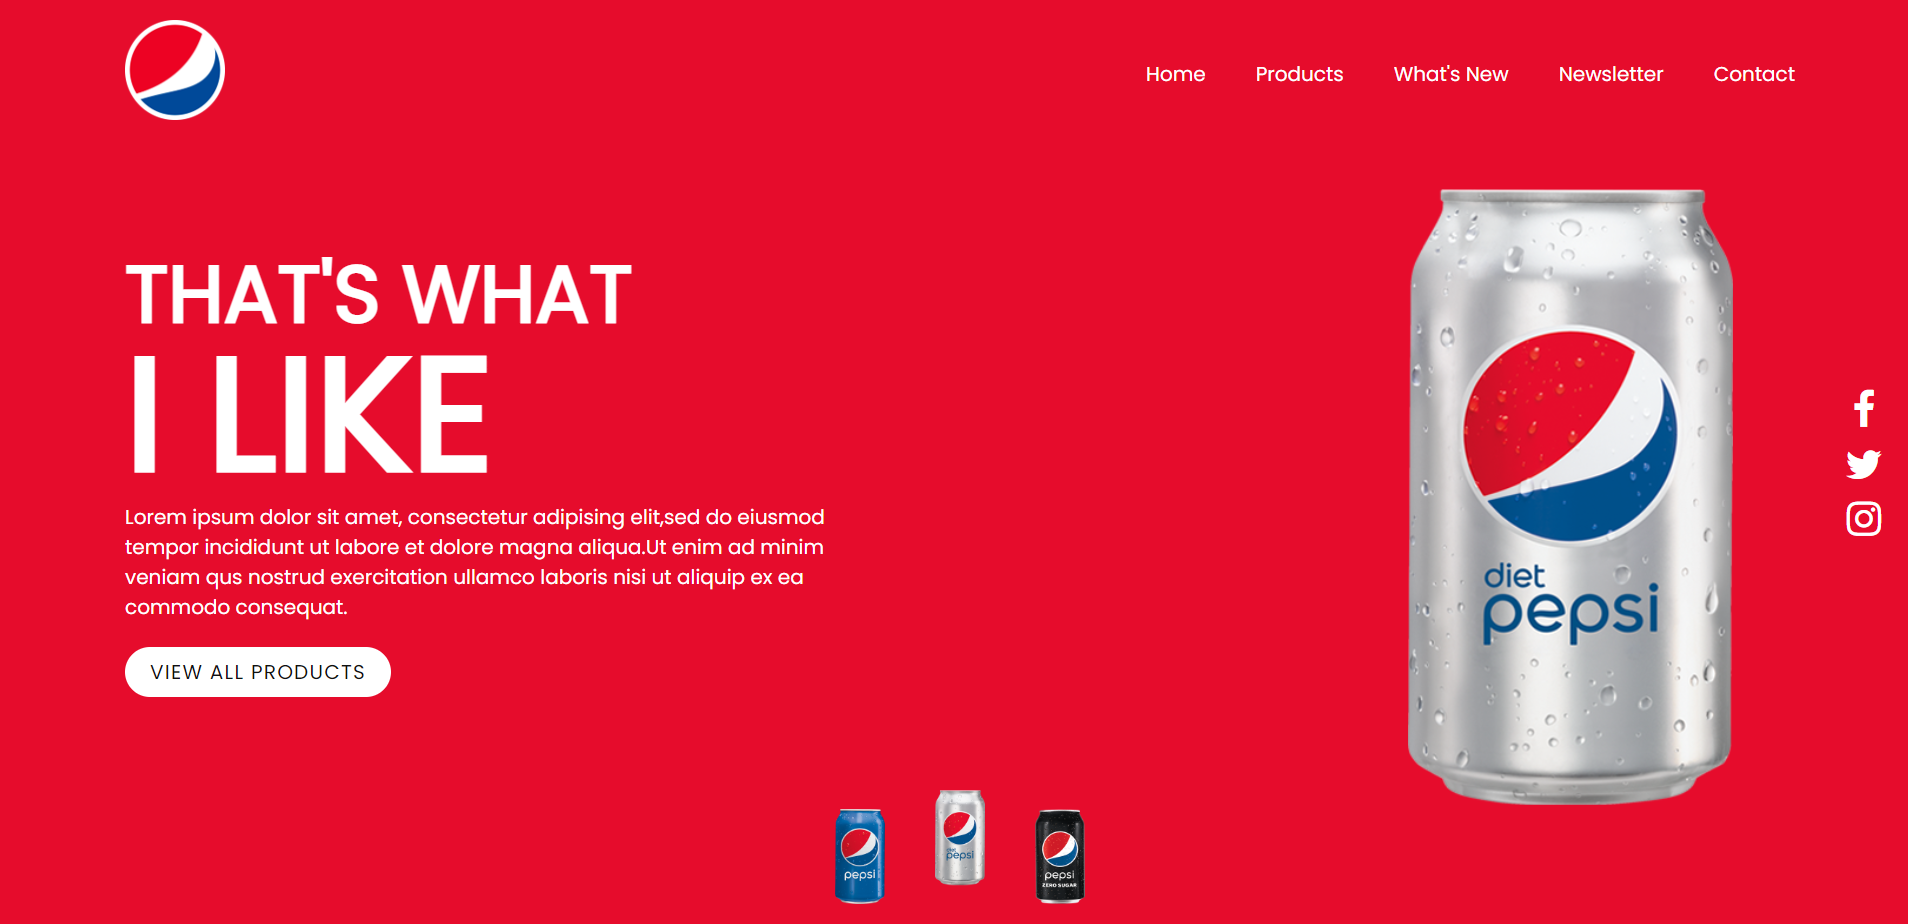 Home Products What's New Newsletter Contact
THAT'S WHAT
I LIKE
Lorem ipsum dolor sit amet, consectetur adipising elit,sed do eiusmod
tempor incididunt ut labore et dolore magna aliqua.Ut enim ad minim
veniam qus nostrud exercitation ullamco laboris nisi ut aliquip ex ea
commodo consequat.
VIEW ALL PRODUCTS
diet
pepsi
pepsi
diet
pepsi
pepsi
ZERO SUGAR